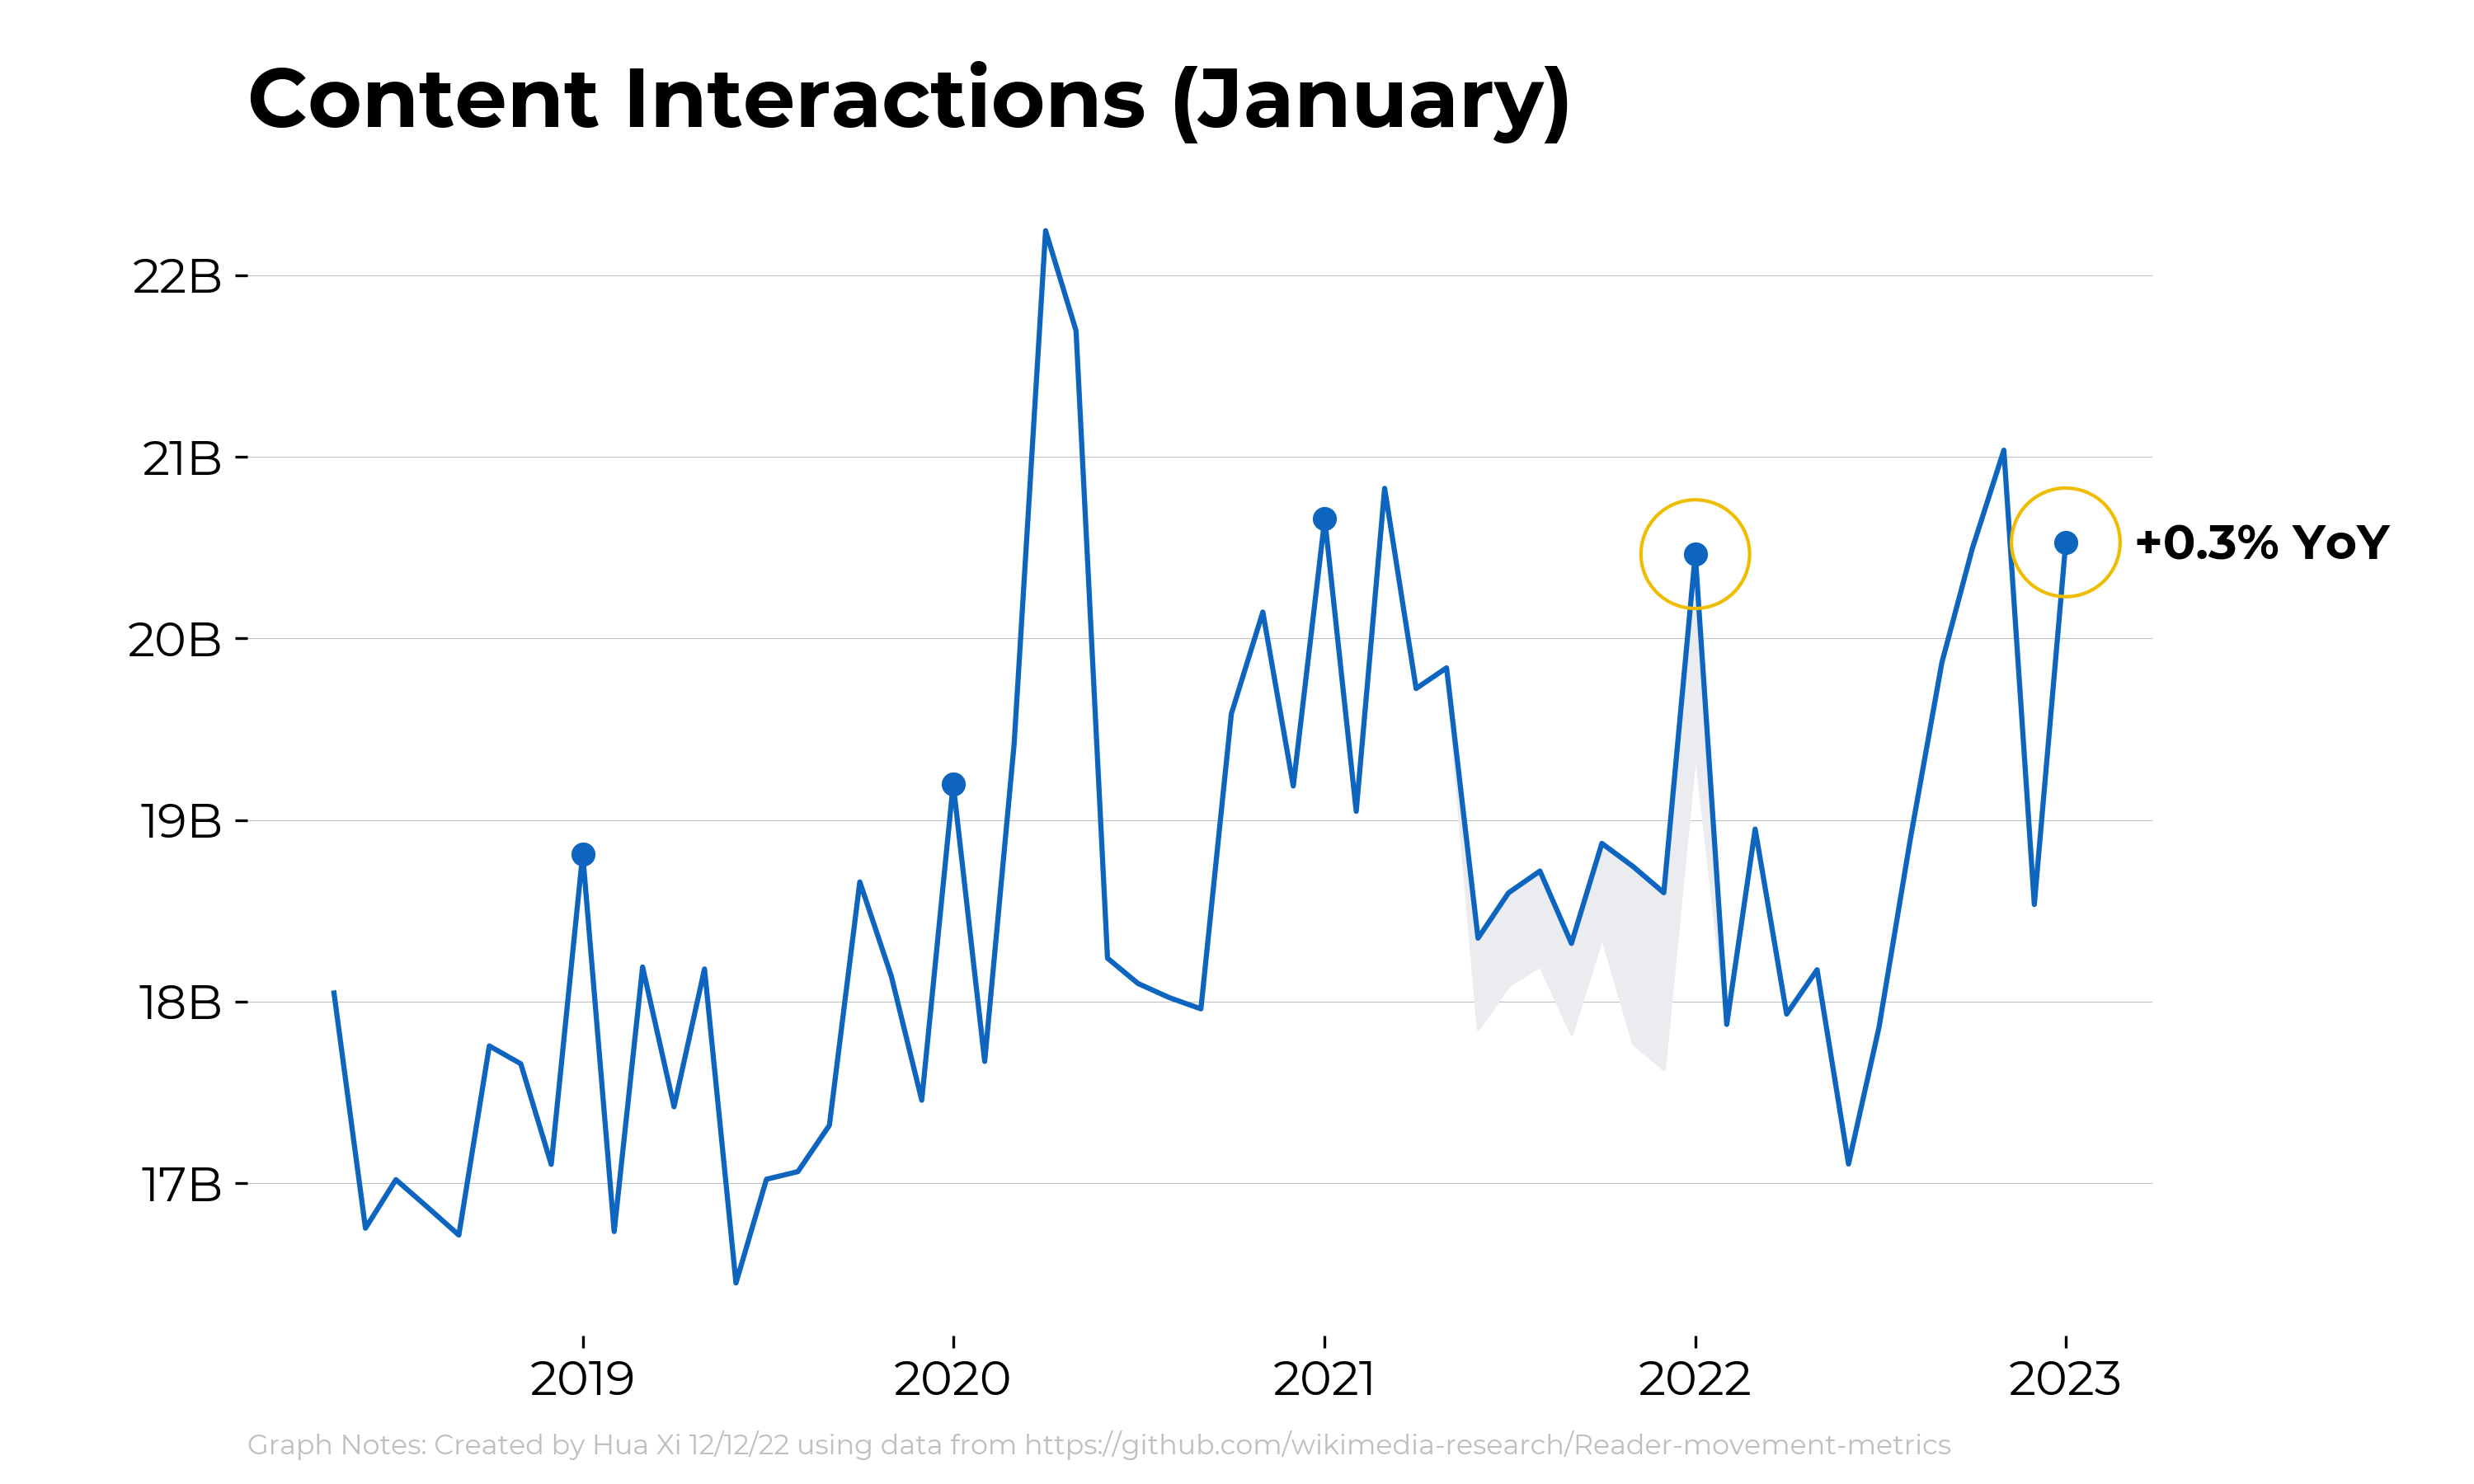 Content Interactions (January)
22B
21B
20B
19B
18B
17B
+0.3% YoY
2019 2020 2021 2022 2023
Graph Notes: Created by Hua Xi 12/12/22 using data from https://github.com/wikimedia-research/Reader-movement-metrics